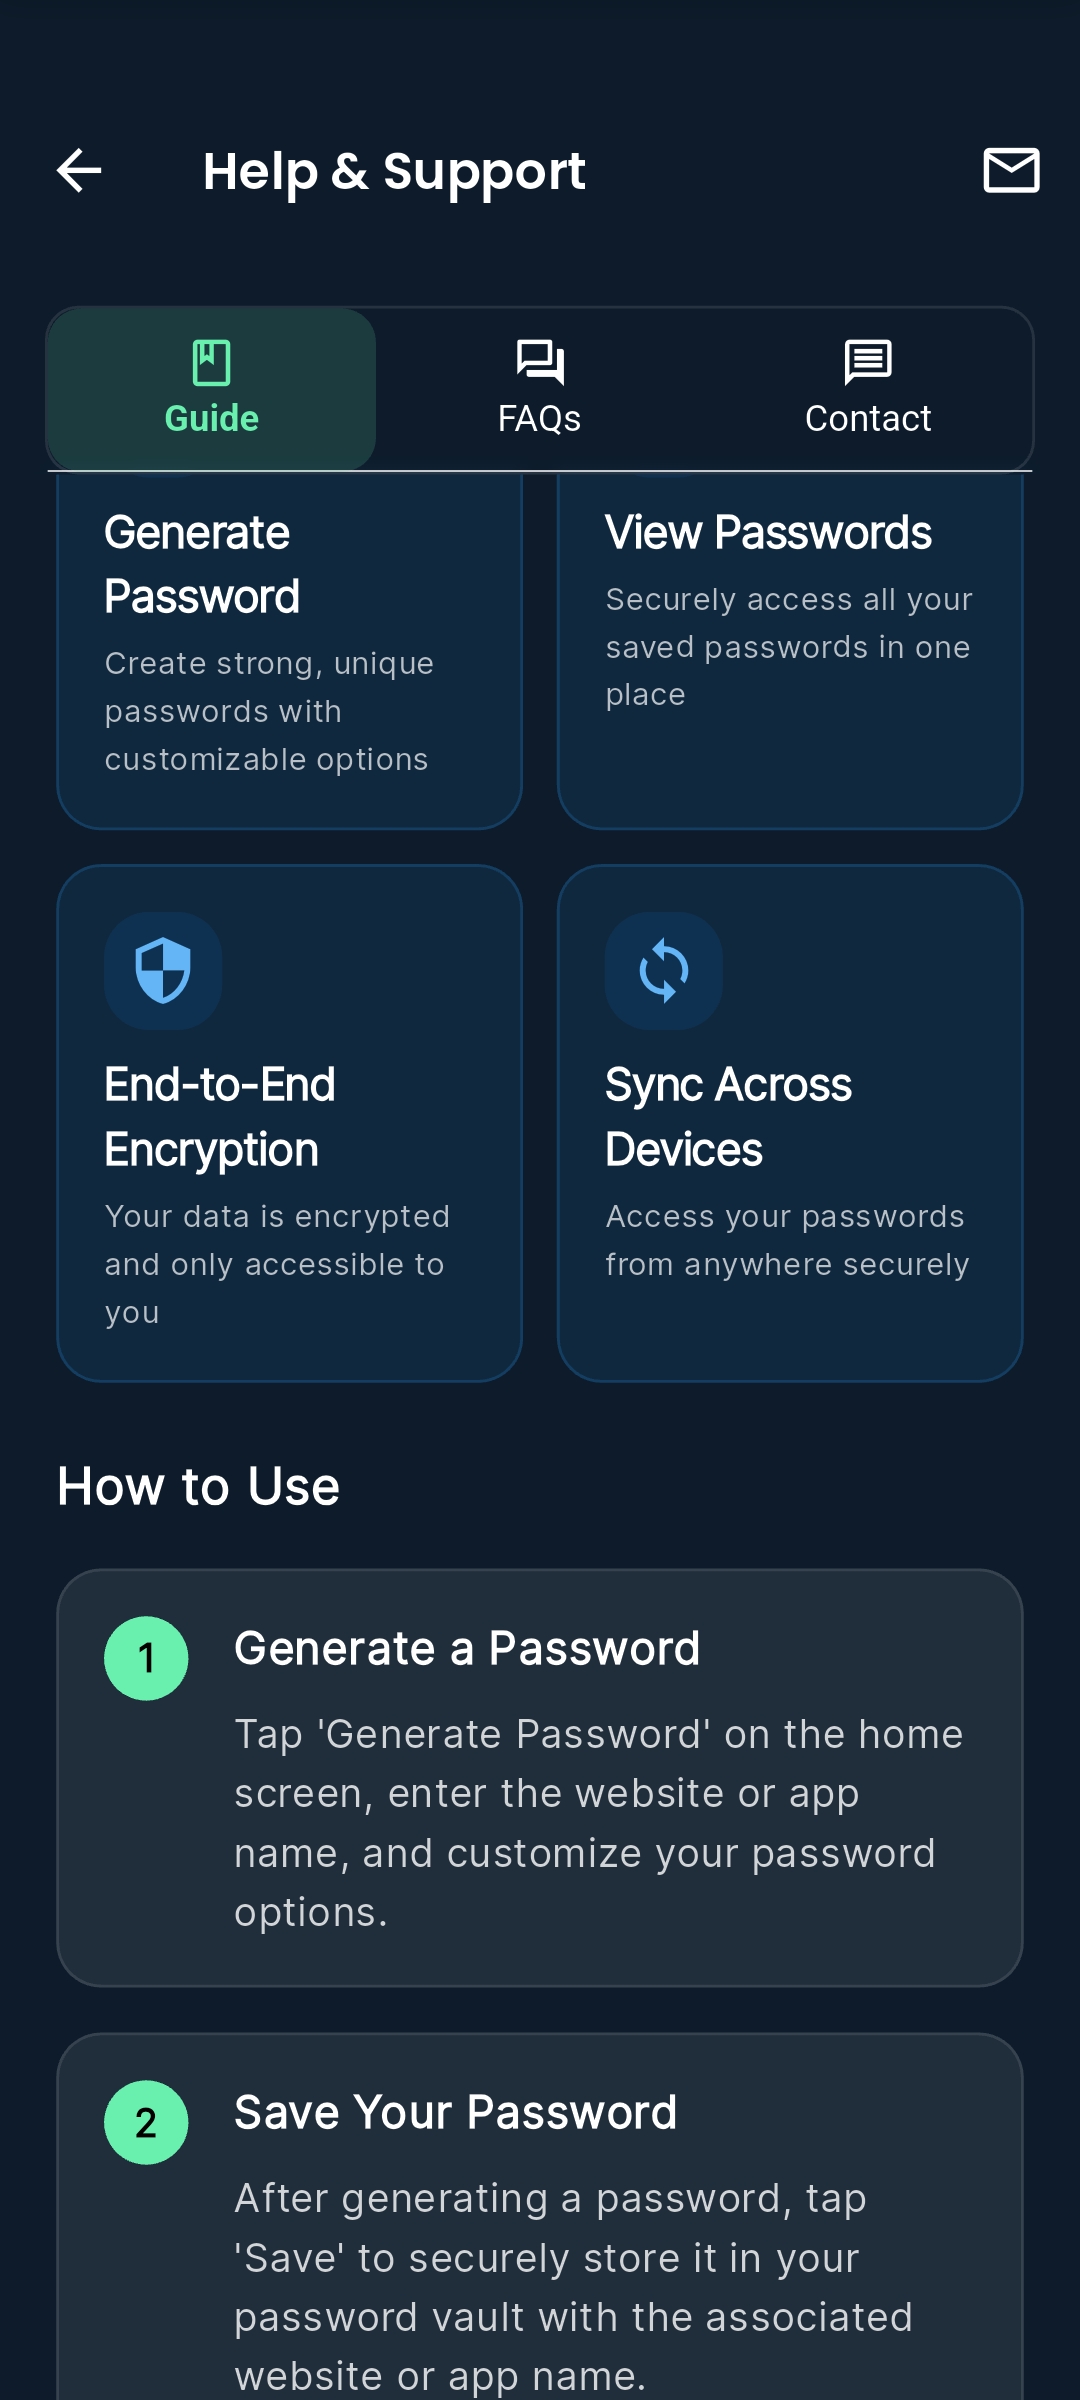 Help & Support
Guide
FAQs
Contact
Generate
Password
Create strong, unique
passwords with
customizable options
View Passwords
Securely access all your
saved passwords in one
place
End-to-End
Encryption
Your data is encrypted
and only accessible to
you
Sync Across
Devices
Access your passwords
from anywhere securely
How to Use
1
Generate a Password
Tap 'Generate Password' on the home
screen, enter the website or app
name, and customize your password
options.
2
Save Your Password
After generating a password, tap
'Save' to securely store it in your
password vault with the associated
website or app name.